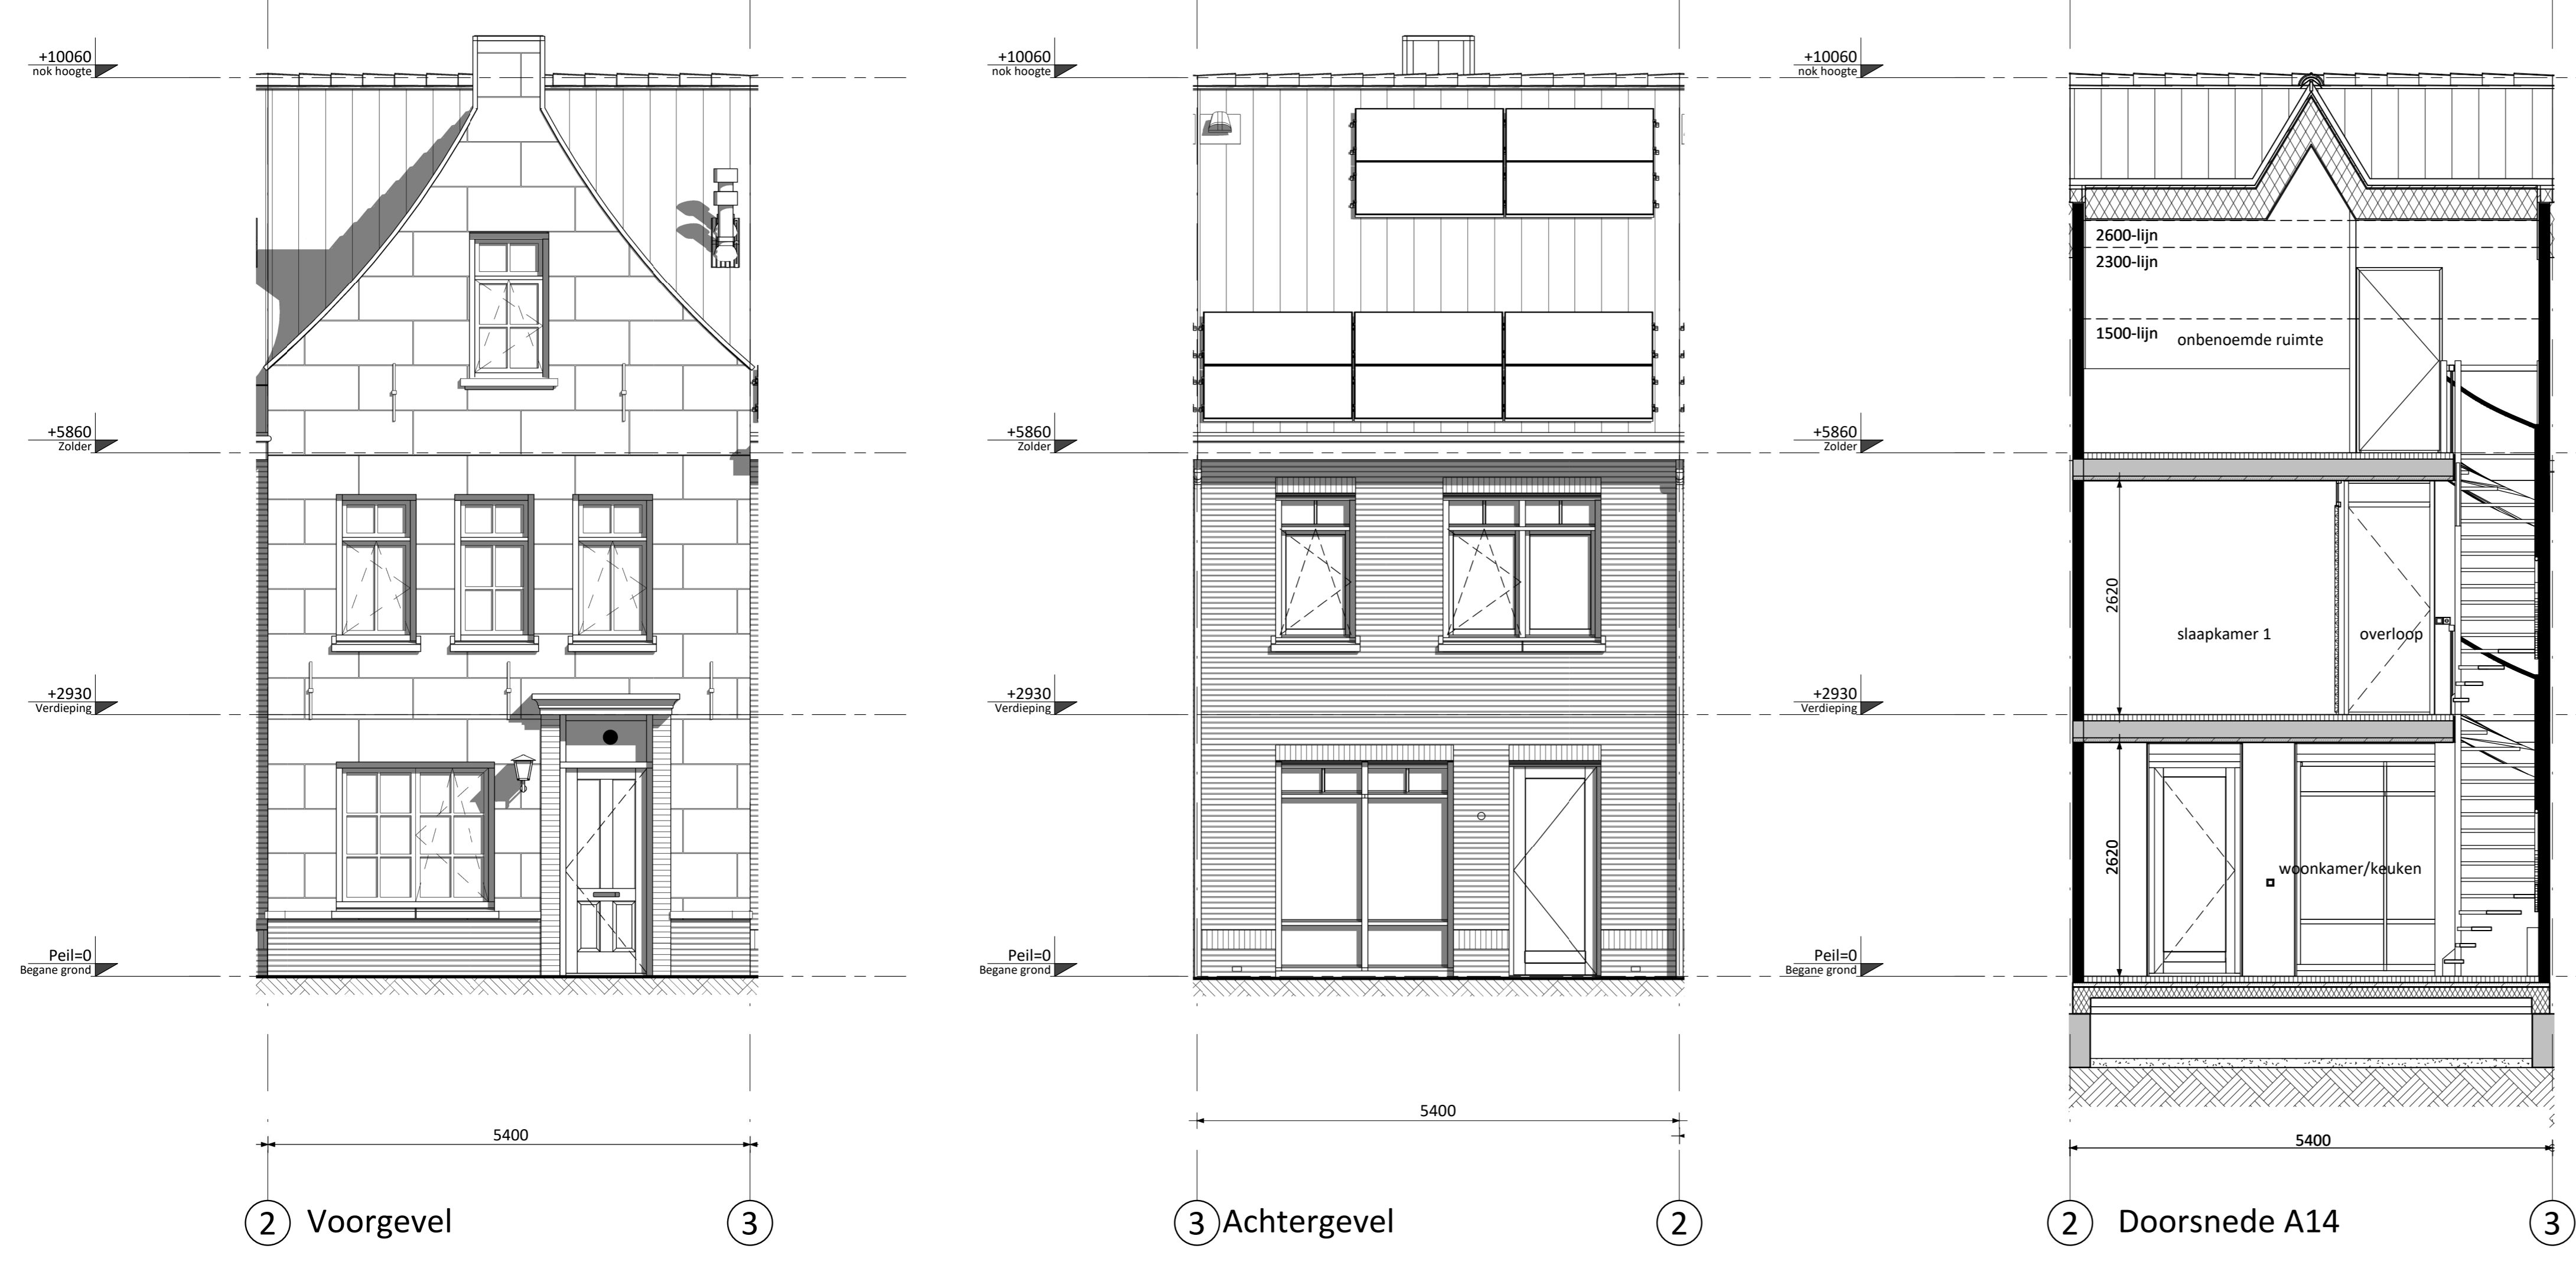 +10060
nok hoogte
+5860
Zolder
+2930
Verdieping
Peil=0
Begane grond
5400
2 Voorgevel 3
+10060
nok hoogte
+5860
Zolder
+2930
Verdieping
Peil=0
Begane grond
5400
3 Achtergevel 2
+10060
nok hoogte
+5860
Zolder
+2930
Verdieping
Peil=0
Begane grond
2600-lijn
2300-lijn
1500-lijn
onbenoemde ruimte
2620
slaapkamer 1
overloop
2620
woonkamer/keuken
5400
2 Doorsnede A14 3